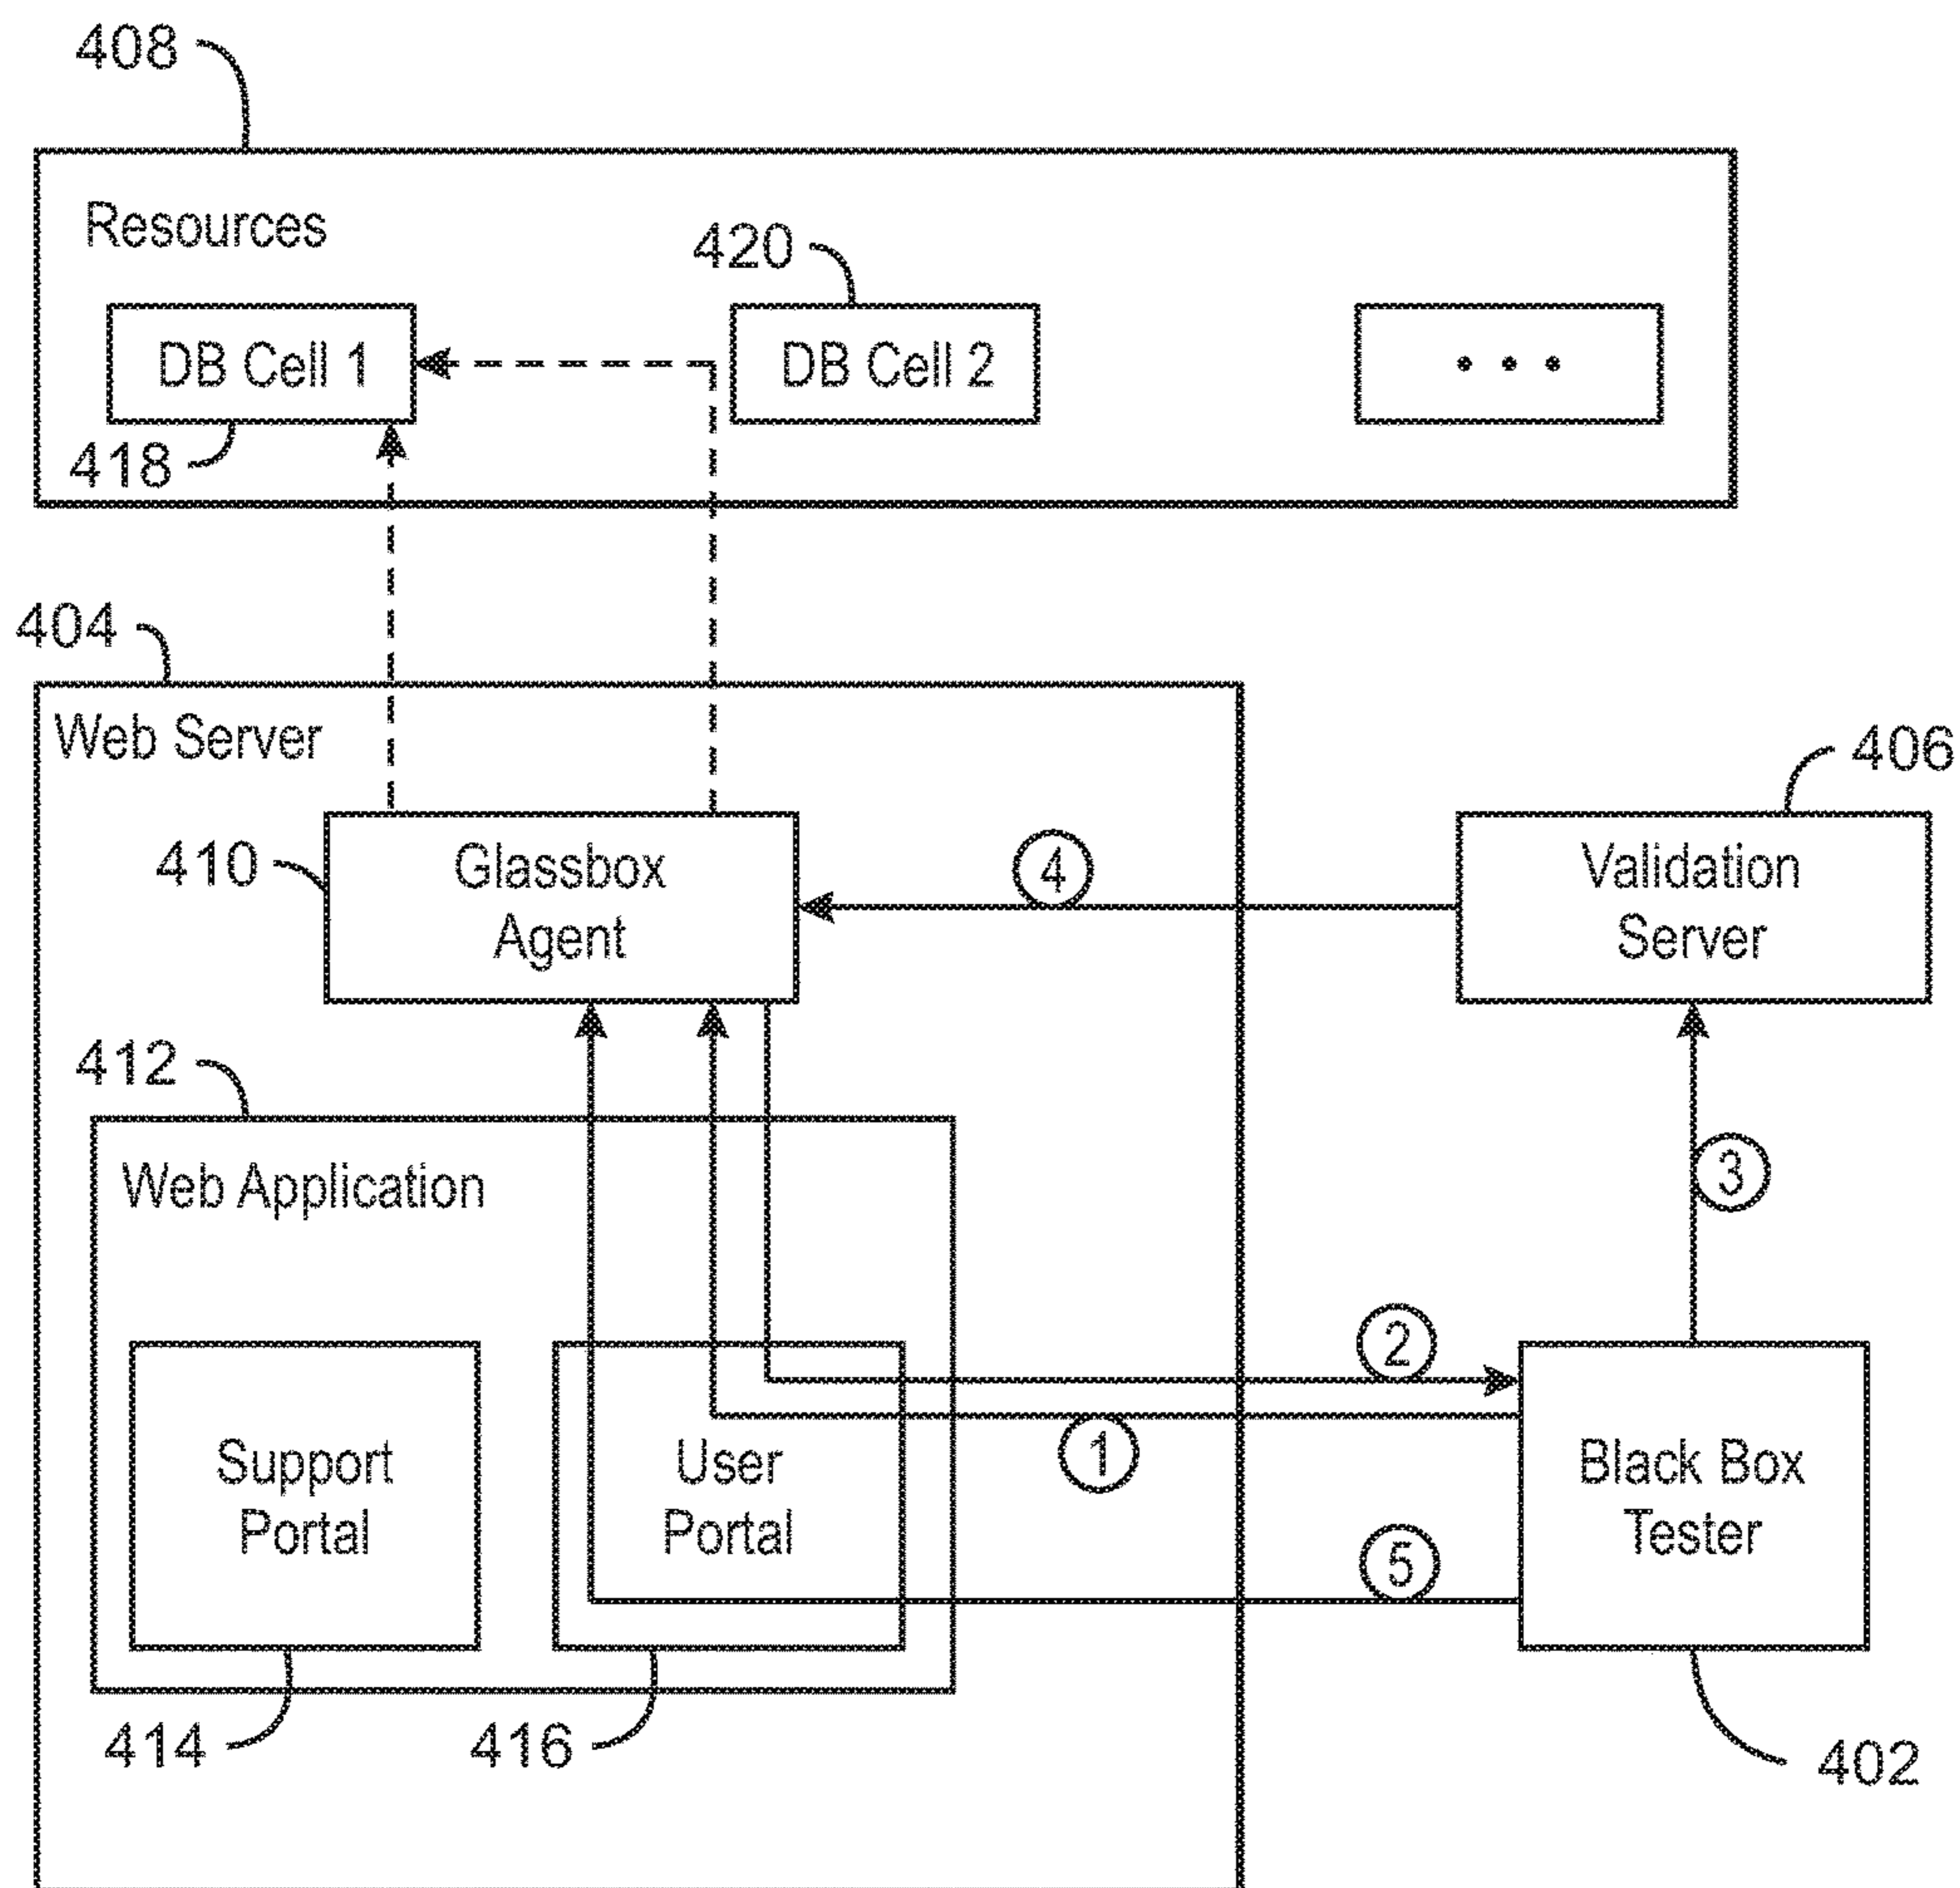 408
Resources
420
DB Cell 1
DB Cell 2
• • •
418
404
Web Server
406
410
Glassbox
Agent
4
Validation
Server
412
3
Web Application
2
1
Support
Portal
User
Portal
Black Box
Tester
5
414
416
402